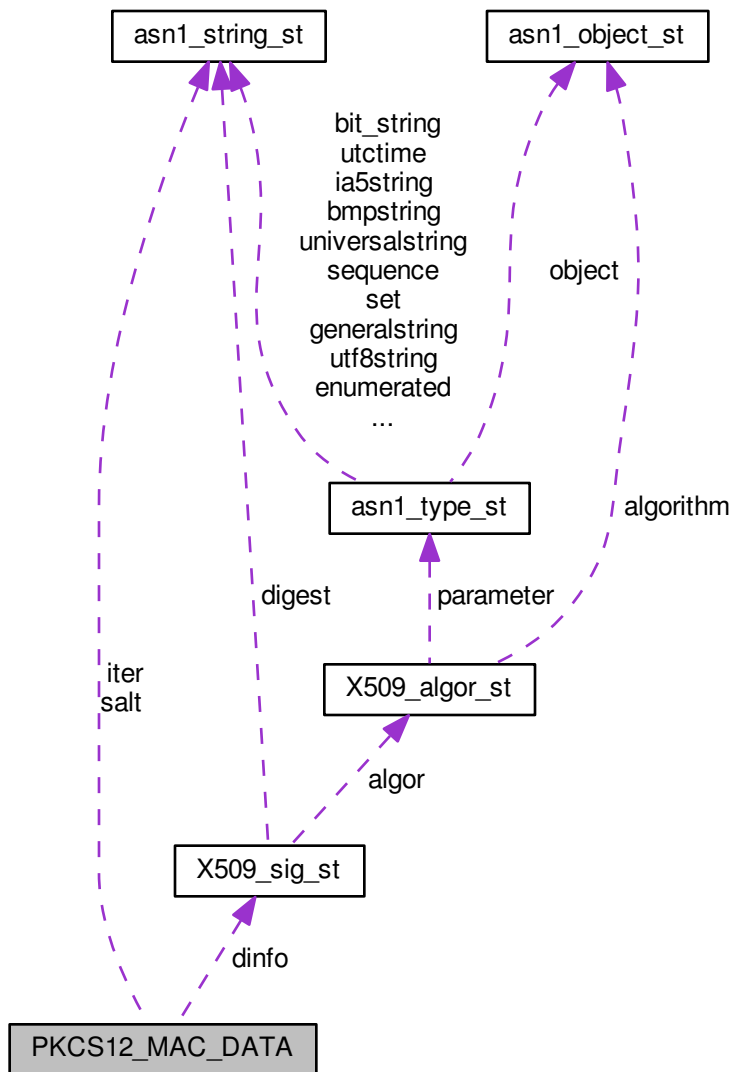 asn1_string_st
asn1_object_st
bit_string
utctime
ia5string
bmpstring
universalstring
sequence
set
generalstring
utf8string
enumerated
...
object
asn1_type_st
algorithm
digest
parameter
iter
salt
X509_algor_st
algor
X509_sig_st
dinfo
PKCS12_MAC_DATA